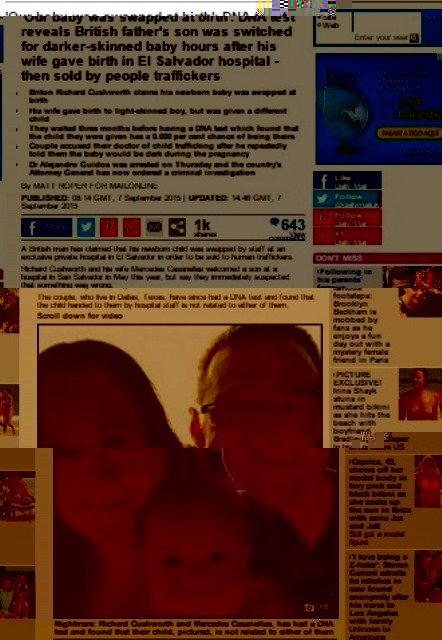 'Our baby was swapped at birth': DNA test
reveals British father's son was switched
for darker-skinned baby hours after his
wife gave birth in El Salvador hospital -
then sold by people traffickers
Briton Richard Cushworth claims his newborn baby was swapped at
birth
His wife gave birth to light-skinned boy, but was given a different
child
They waited three months before having a DNA test which found that
the child they were given has a 0.000 per cent chance of being theirs
Couple accused their doctor of child trafficking after he repeatedly
told them the baby would be dark during the pregnancy
Dr Alejandro Guidos was arrested on Thursday and the country's
Attorney General has now ordered a criminal investigation
By MATT ROPER FOR MAILONLINE
PUBLISHED: 08:14 GMT, 7 September 2015 | UPDATED: 14:46 GMT, 7
September 2015
1k
shares
643
A British man has claimed that his newborn child was swapped by staff at an
exclusive private hospital in El Salvador in order to be sold to human traffickers.
Richard Cushworth and his wife Mercedes Casanellas welcomed a son at a
hospital in San Salvador in May this year, but say they immediately suspected
that something was wrong.
The couple, who live in Dallas, Texas, have since had a DNA test and found that
the child handed to them by hospital staff is not related to either of them.
Scroll down for video
Nightmare: Richard Cushworth and Mercedes Casanellas, has had a DNA
test and found that their child, pictured, is not related to either of them
Web
Enter your sear
Like
Daily Mail
Follow
Follow
Daily Mail
+1
Daily Mail
DON'T MISS
Following in
his parents'
footsteps:
Brooklyn
Beckham is
mobbed by
fans as he
enjoys a fun
day out with a
mystery female
friend in Paris
PICTURE
EXCLUSIVE!
Irina Shayk
stuns in
mustard bikini
as she hits the
beach with
boyfriend
US
Caprice, 43,
shows off her
model body in
tiny pink and
black bikini as
she soaks up
the sun in Ibiza
with sons Jax
and Jett
Still got a model
figure
'I love being a
Z-lister': Steven
Gerrard admits
he relishes in
new found
anonymity after
his move to
Los Angeles
with family
Unknown in
America